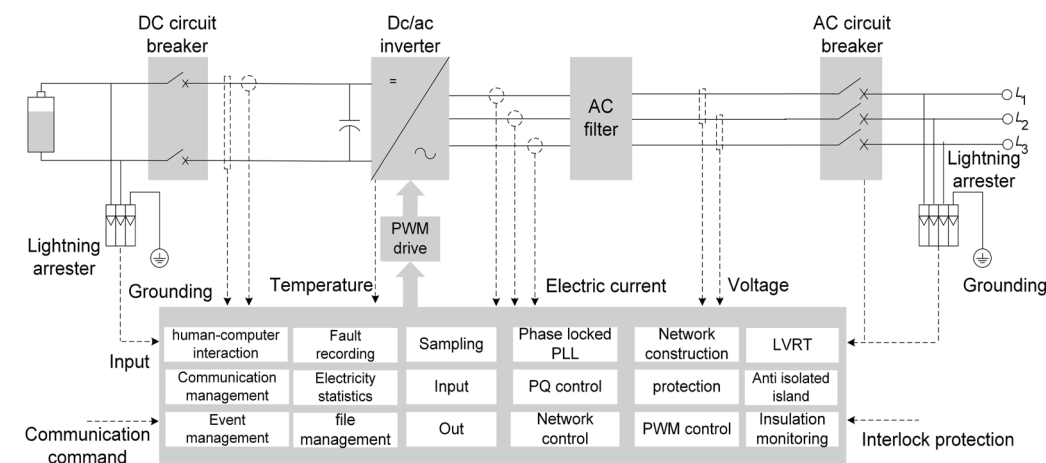 DC circuit
breaker
Dc/ac
inverter
AC circuit
breaker
=
AC
filter
L1
L2
L3
Lightning
arrester
PWM
drive
Lightning
arrester
Grounding
Temperature
Electric current
Voltage
Grounding
Input
human-computer
interaction
Fault
recording
Sampling
Phase locked
PLL
Network
construction
LVRT
Communication
management
Electricity
statistics
Input
PQ control
protection
Anti isolated
island
Event
management
file
management
Out
Network
control
PWM control
Insulation
monitoring
Communication
command
Interlock protection